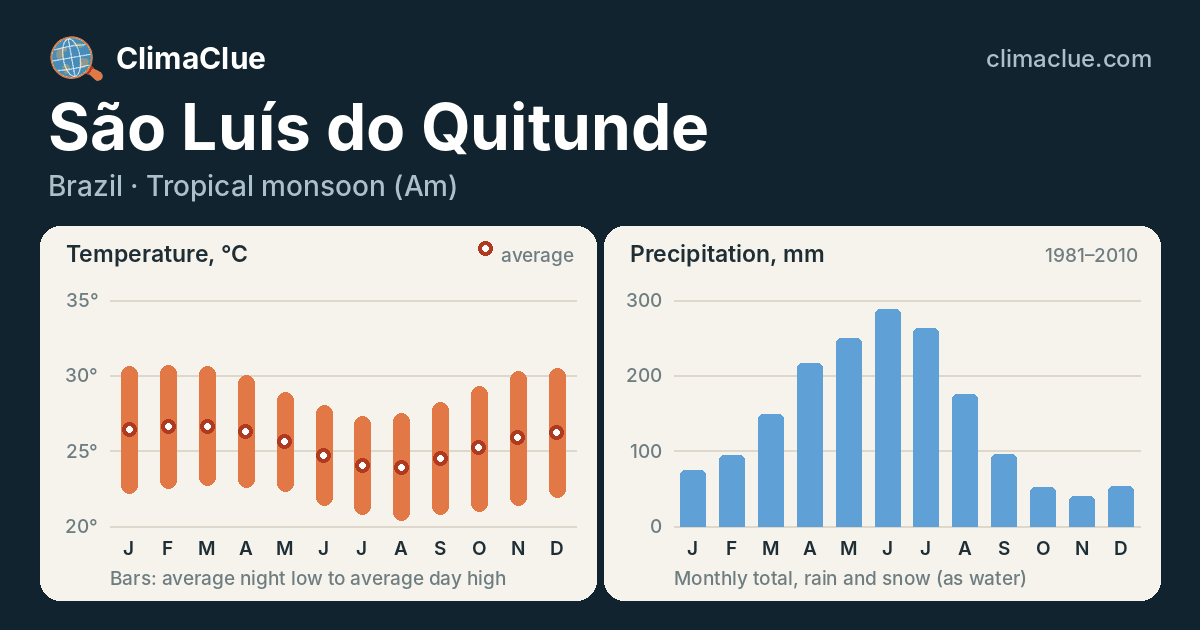 ClimaClue
climaclue.com
São Luís do Quitunde
Brazil · Tropical monsoon (Am)
Temperature, °C
average
35°
30°
25°
20°
J F M A M J J A S O N D
Bars: average night low to average day high
Precipitation, mm
1981–2010
300
200
100
0
J F M A M J J A S O N D
Monthly total, rain and snow (as water)